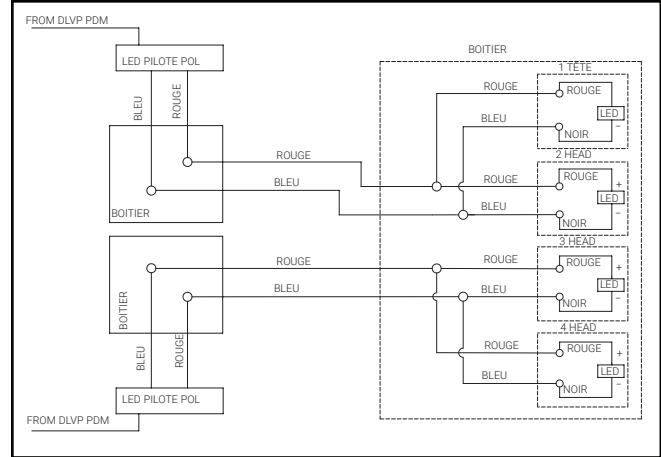 FROM DLVP PDM
LED PILOTE POL
BLEU
ROUGE
BOITIER
ROUGE
BLEU
BOITIER
1 TÊTE
ROUGE
ROUGE
LED
BLEU
−
NOIR
2 HEAD
ROUGE
ROUGE
+
LED
BLEU
−
NOIR
3 HEAD
ROUGE
ROUGE
ROUGE
+
LED
BLEU
BLEU
−
NOIR
BOITIER
BLEU
ROUGE
4 HEAD
ROUGE
ROUGE
+
LED
BLEU
−
NOIR
LED PILOTE POL
FROM DLVP PDM